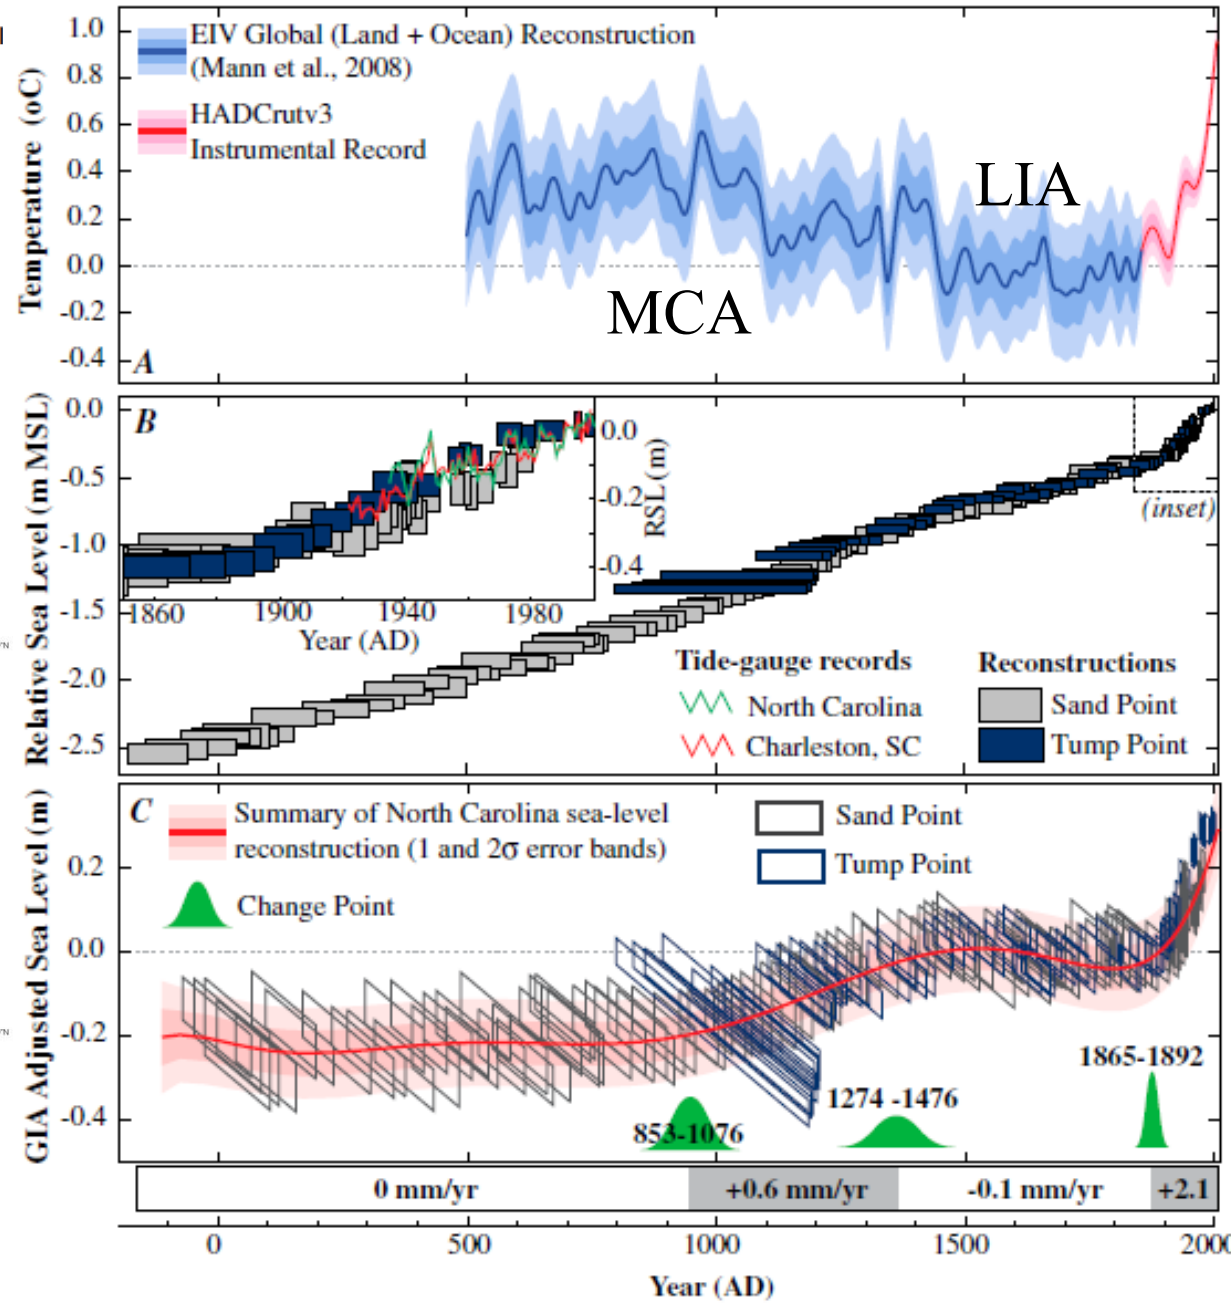 1.0
0.8
0.6
0.4
0.2
0.0
-0.2
-0.4
Temperature (oC)
EIV Global (Land + Ocean) Reconstruction
(Mann et al., 2008)
HADCrutv3
Instrumental Record
MCA
LIA
A
0.0
-0.5
-1.0
-1.5
-2.0
-2.5
Relative Sea Level (m MSL)
B
0.0
-0.2
-0.4
RSL (m)
1860
1900
1940
1980
Year (AD)
(inset)
Tide-gauge records
North Carolina
Charleston, SC
Reconstructions
Sand Point
Tump Point
0.2
0.0
-0.2
-0.4
GIA Adjusted Sea Level (m)
C
Summary of North Carolina sea-level
reconstruction (1 and 2σ error bands)
Change Point
Sand Point
Tump Point
853-1076
1274 -1476
1865-1892
0 mm/yr
+0.6 mm/yr
-0.1 mm/yr
+2.1
0
500
1000
1500
2000
Year (AD)